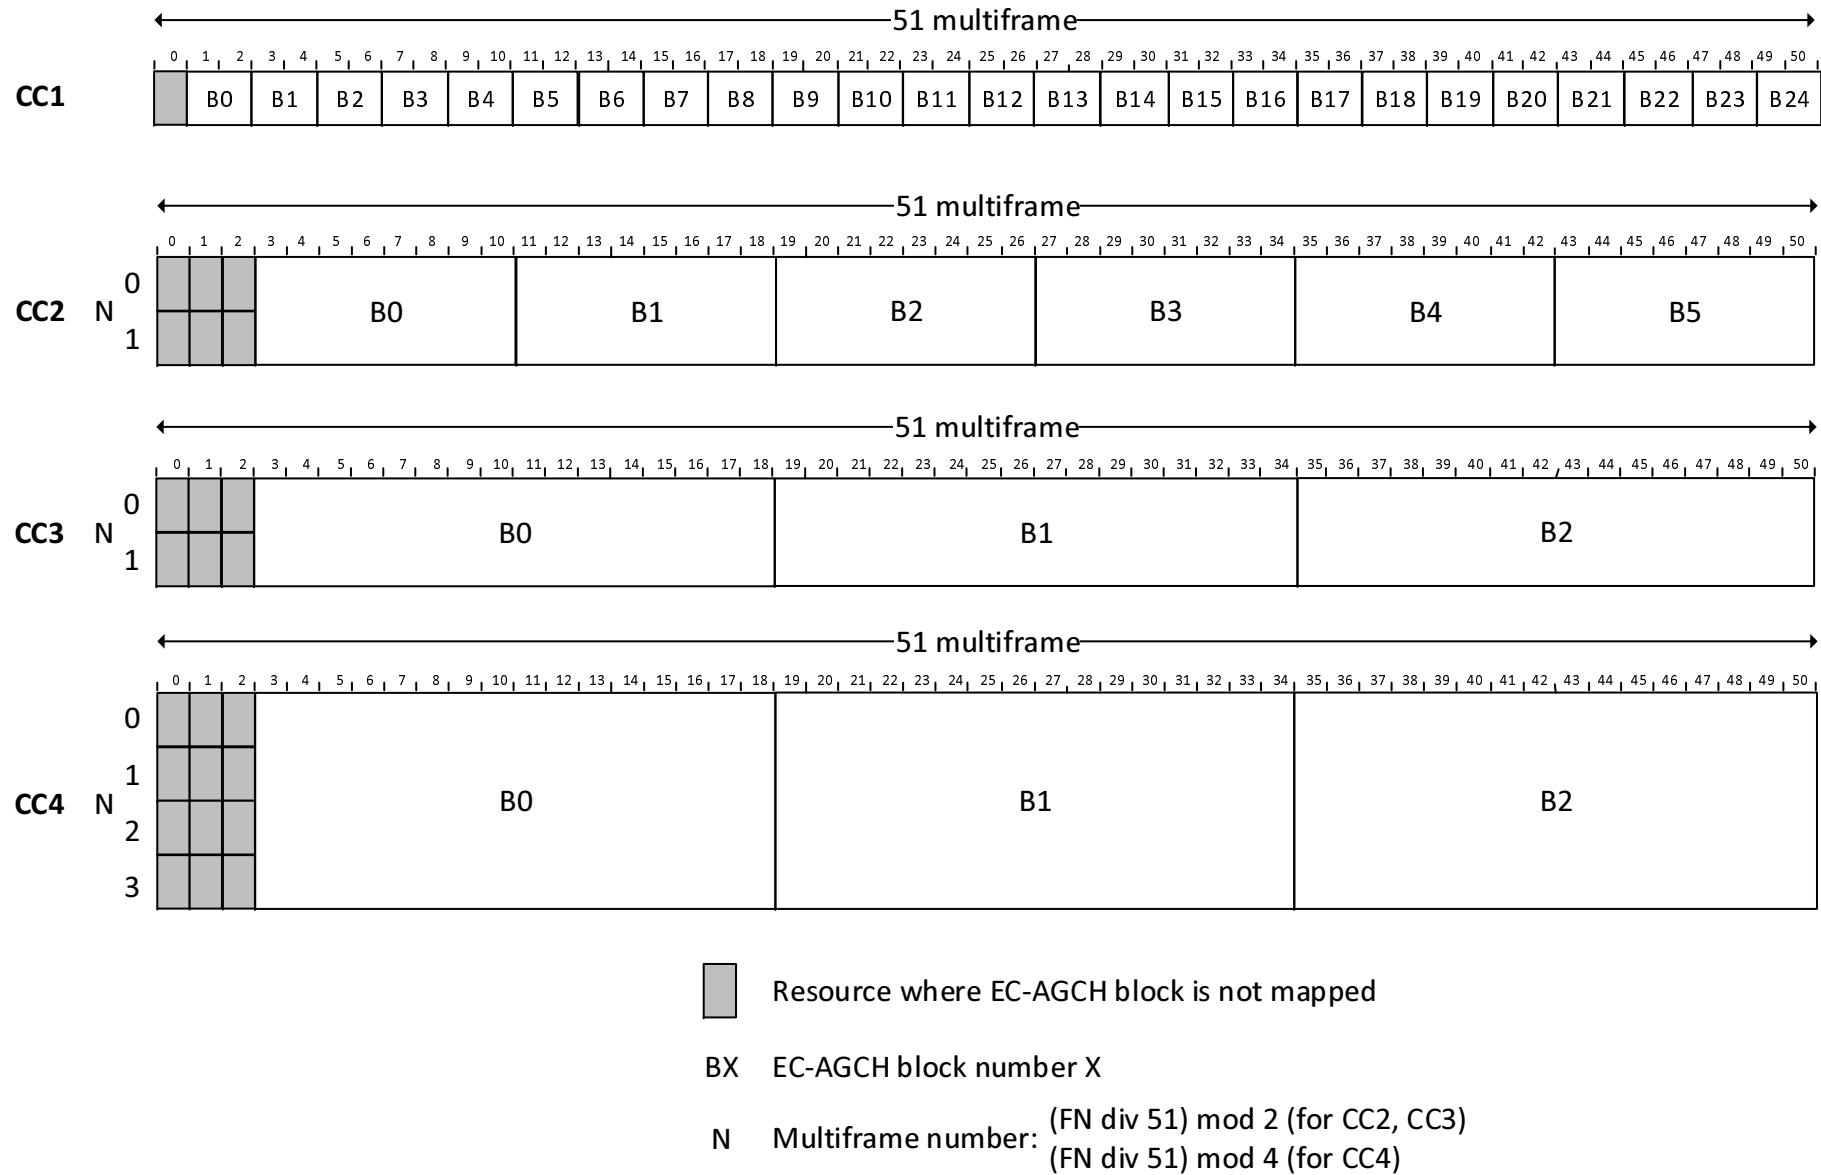 51 multiframe
0 1 2 3 4 5 6 7 8 9 10 11 12 13 14 15 16 17 18 19 20 21 22 23 24 25 26 27 28 29 30 31 32 33 34 35 36 37 38 39 40 41 42 43 44 45 46 47 48 49 50
CC1 B0 B1 B2 B3 B4 B5 B6 B7 B8 B9 B10 B11 B12 B13 B14 B15 B16 B17 B18 B19 B20 B21 B22 B23 B24
51 multiframe
0 1 2 3 4 5 6 7 8 9 10 11 12 13 14 15 16 17 18 19 20 21 22 23 24 25 26 27 28 29 30 31 32 33 34 35 36 37 38 39 40 41 42 43 44 45 46 47 48 49 50
0
CC2 N B0 B1 B2 B3 B4 B5
1
51 multiframe
0 1 2 3 4 5 6 7 8 9 10 11 12 13 14 15 16 17 18 19 20 21 22 23 24 25 26 27 28 29 30 31 32 33 34 35 36 37 38 39 40 41 42 43 44 45 46 47 48 49 50
0
CC3 N B0 B1 B2
1
51 multiframe
0 1 2 3 4 5 6 7 8 9 10 11 12 13 14 15 16 17 18 19 20 21 22 23 24 25 26 27 28 29 30 31 32 33 34 35 36 37 38 39 40 41 42 43 44 45 46 47 48 49 50
0
1
CC4 N B0 B1 B2
2
3
Resource where EC-AGCH block is not mapped
BX EC-AGCH block number X
N Multiframe number: (FN div 51) mod 2 (for CC2, CC3)
(FN div 51) mod 4 (for CC4)